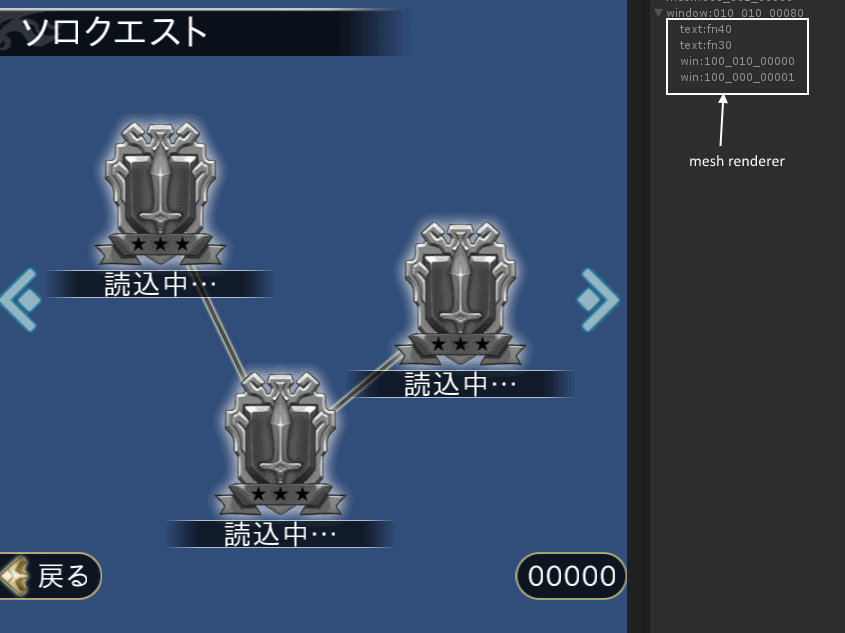 ソロクエスト
読込中…
読込中…
読込中…
戻る
00000
window:010_010_00080
text:fn40
text:fn30
win:100_010_00000
win:100_000_00001
mesh renderer